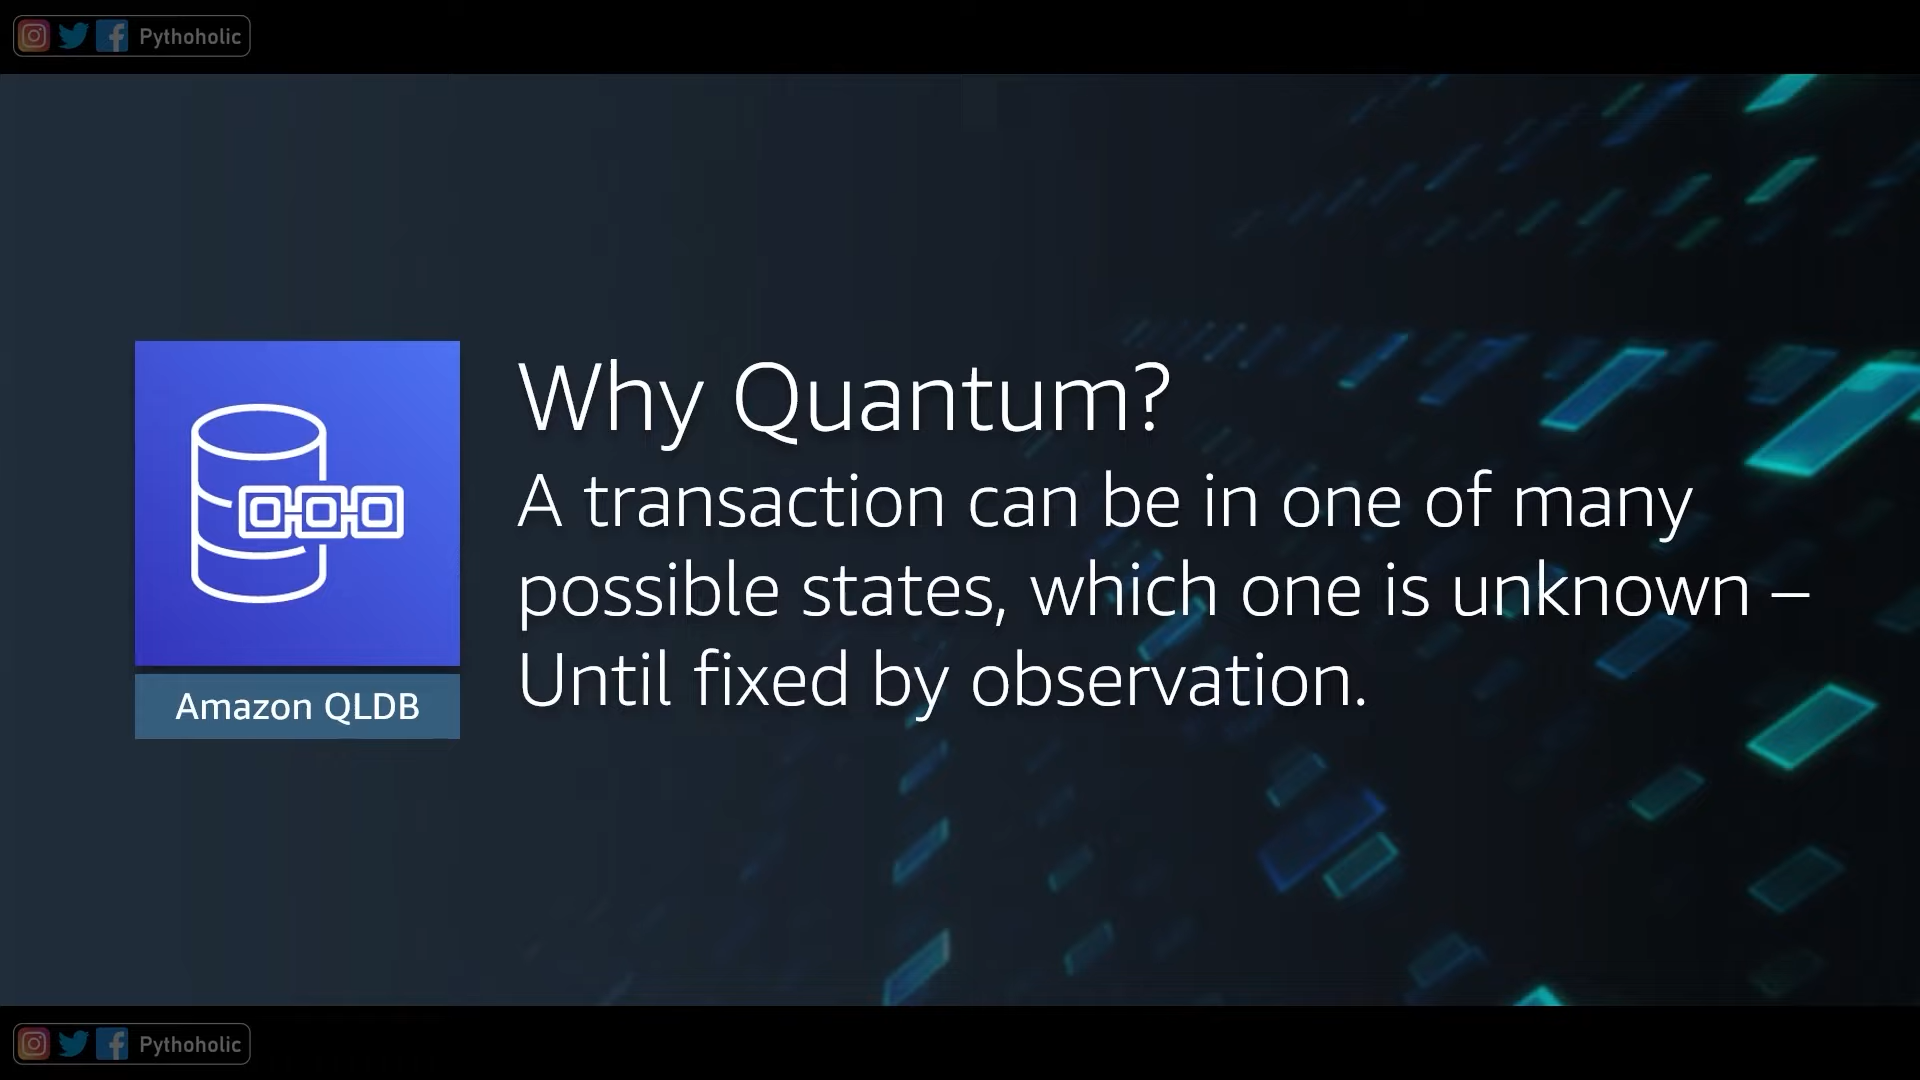 Pythoholic
Why Quantum?
A transaction can be in one of many
possible states, which one is unknown –
Until fixed by observation.
Amazon QLDB
Pythoholic